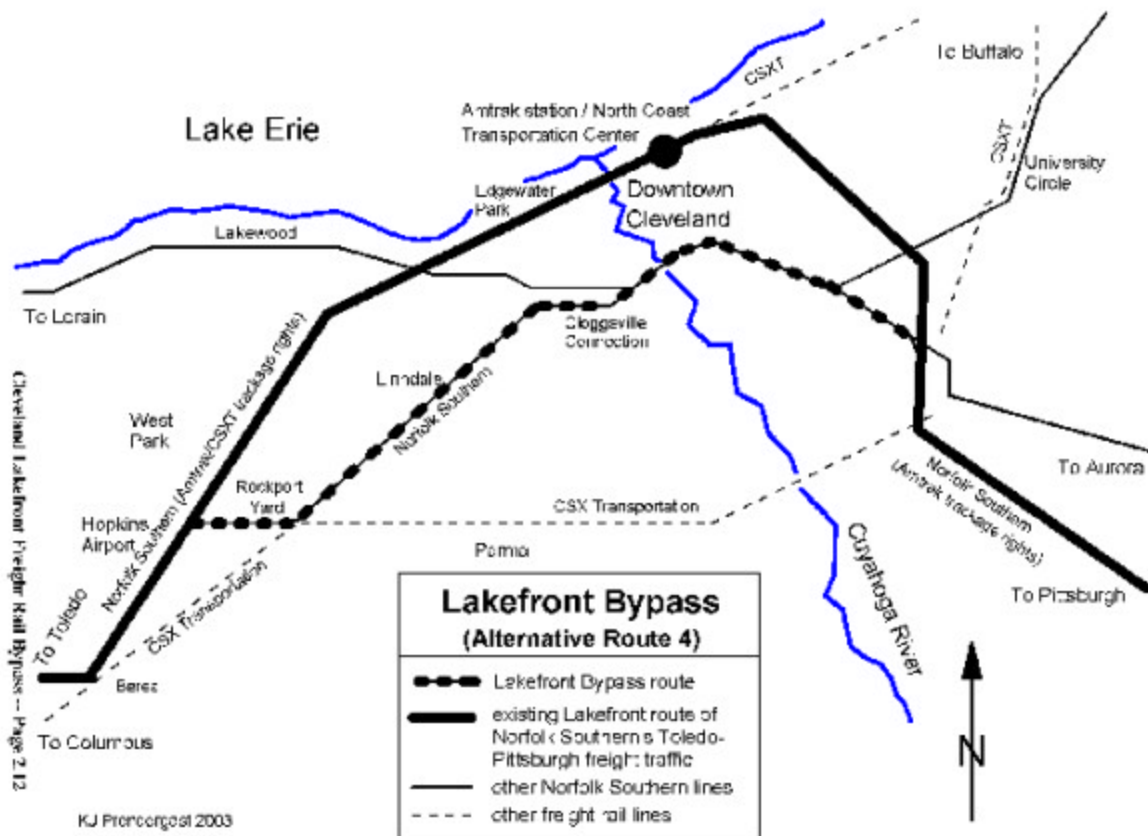 CSXT
To Buffalo
Amtrak station / North Coast
Transportation Center
Lake Erie
CSXT
University
Circle
Edgewater
Park
Downtown
Cleveland
Lakewood
To Lorain
Cloggsville
Connection
Linndale
Norfolk Southern
Norfolk Southern (Amtrak/CSXT trackage rights)
West
Park
Rockport
Yard
Hopkins
Airport
CSX Transportation
Parma
To Aurora
Norfolk Southern
(Amtrak trackage rights)
To Pittsburgh
Cuyahoga River
To Toledo
CSX Transportation
Berea
To Columbus
Lakefront Bypass
(Alternative Route 4)
Lakefront Bypass route
existing Lakefront route of
Norfolk Southern's Toledo-
Pittsburgh freight traffic
other Norfolk Southern lines
other freight rail lines
N
Cleveland Lakefront Freight Rail Bypass -- Page 2.12
KJ Prendergast 2003